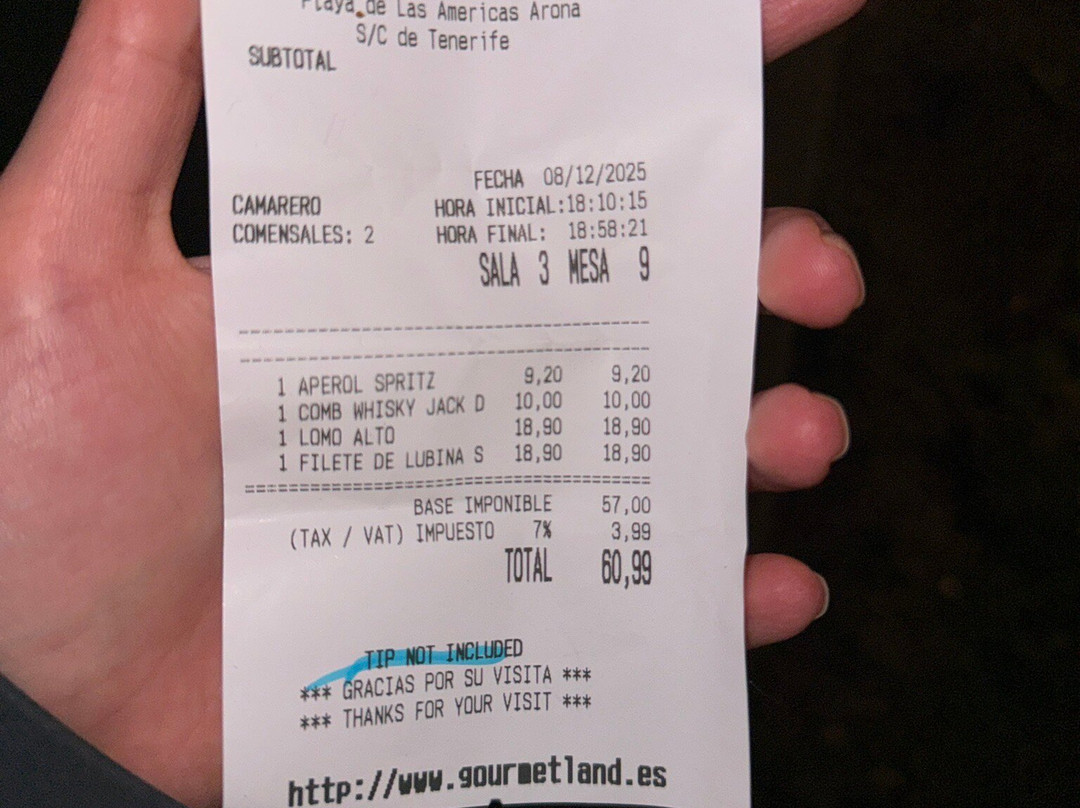 Playa de Las Americas Arona
S/C de Tenerife
SUBTOTAL
FECHA 08/12/2025
CAMARERO HORA INICIAL:18:10:15
COMENSALES: 2 HORA FINAL: 18:58:21
SALA 3 MESA 9
1 APEROL SPRITZ 9,20 9,20
1 COMB WHISKY JACK D 10,00 10,00
1 LOMO ALTO 18,90 18,90
1 FILETE DE LUBINA S 18,90 18,90
BASE IMPONIBLE 57,00
(TAX / VAT) IMPUESTO 7% 3,99
TOTAL 60,99
TIP NOT INCLUDED
*** GRACIAS POR SU VISITA ***
*** THANKS FOR YOUR VISIT ***
http://www.gourmetland.es